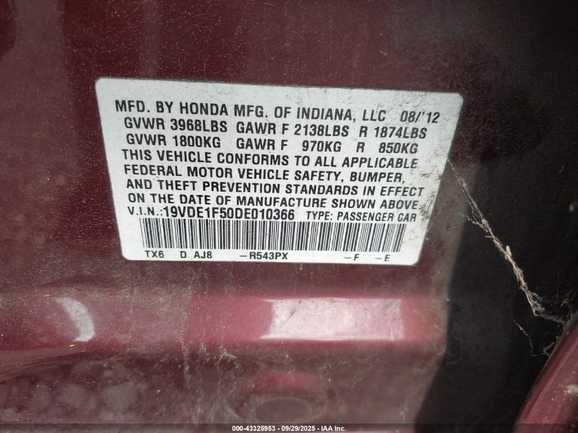 MFD. BY HONDA MFG. OF INDIANA, LLC 08/'12
GVWR 3968LBS GAWR F 2138LBS R 1874LBS
GVWR 1800KG GAWR F 970KG R 850KG
THIS VEHICLE CONFORMS TO ALL APPLICABLE
FEDERAL MOTOR VEHICLE SAFETY, BUMPER,
AND THEFT PREVENTION STANDARDS IN EFFECT
ON THE DATE OF MANUFACTURE SHOWN ABOVE.
V.I.N.:19VDE1F50DE010366 TYPE: PASSENGER CAR
TX6 D AJ8 -R543PX -F -E
000-43326953 - 09/29/2025 - IAA Inc.